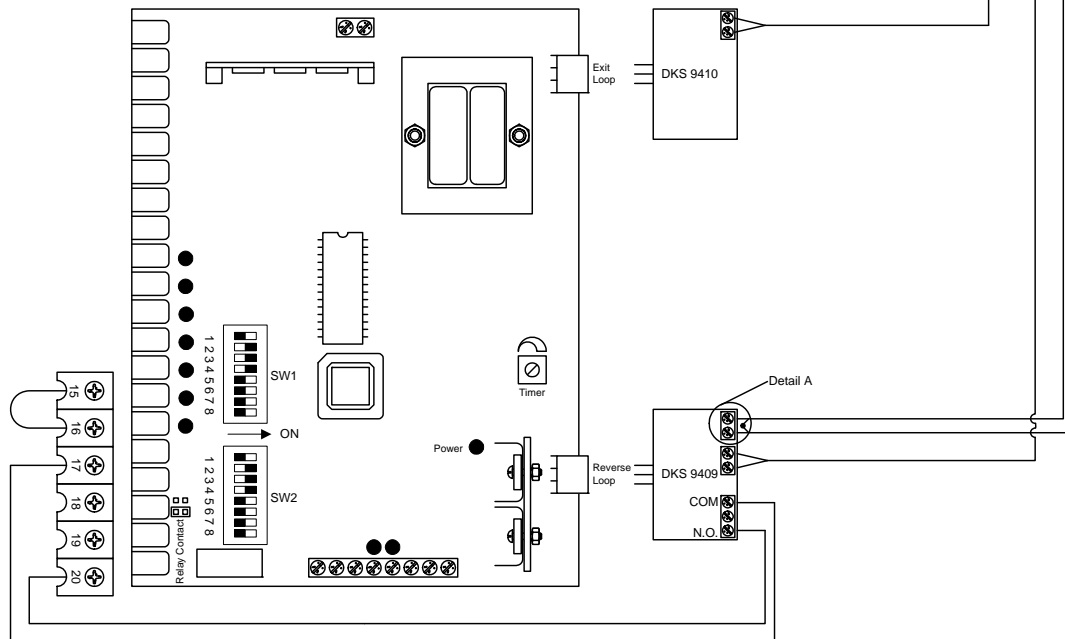 Exit
Loop
DKS 9410
1
2
3
4
5
6
7
8
SW1
Timer
Detail A
15
16
17
18
19
20
ON
Power
1
2
3
4
5
6
7
8
SW2
Reverse
Loop
DKS 9409
COM
N.O.
Relay Contact